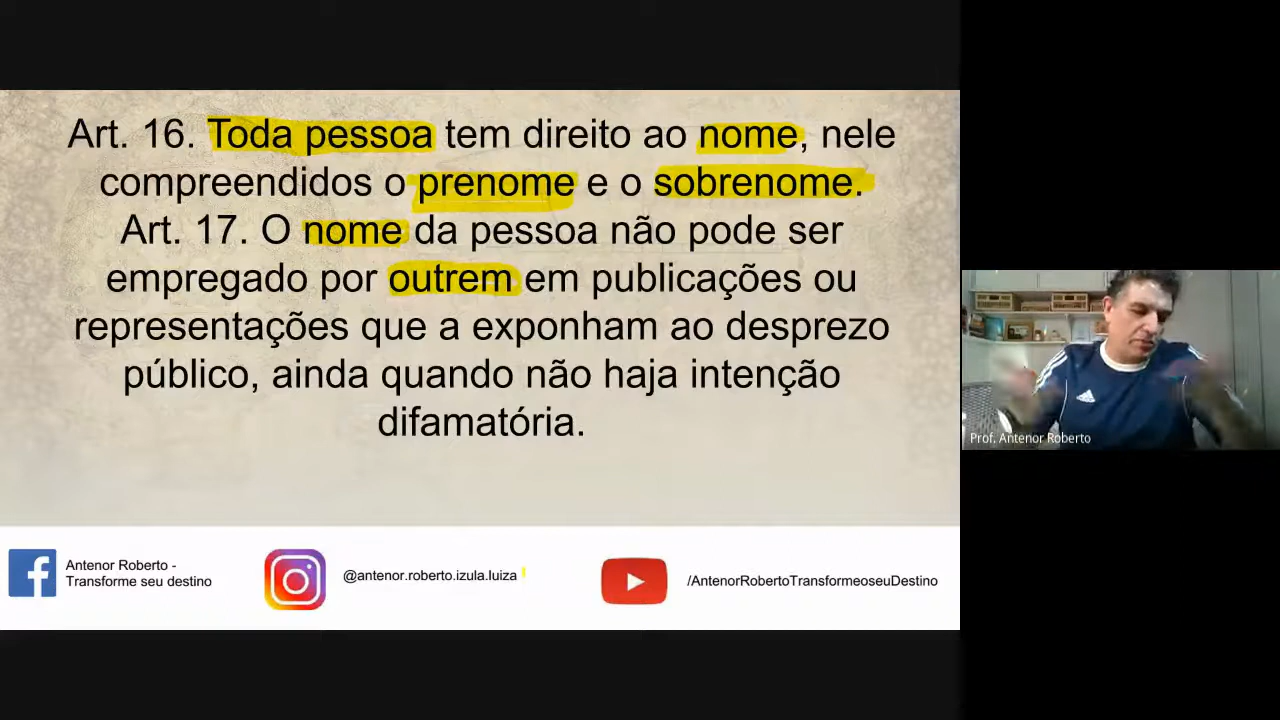 Art. 16. Toda pessoa tem direito ao nome, nele
compreendidos o prenome e o sobrenome.
Art. 17. O nome da pessoa não pode ser
empregado por outrem em publicações ou
representações que a exponham ao desprezo
público, ainda quando não haja intenção
difamatória.
Prof. Antenor Roberto
Antenor Roberto -
Transforme seu destino
@antenor.roberto.izula.luiza
/AntenorRobertoTransformeoseuDestino